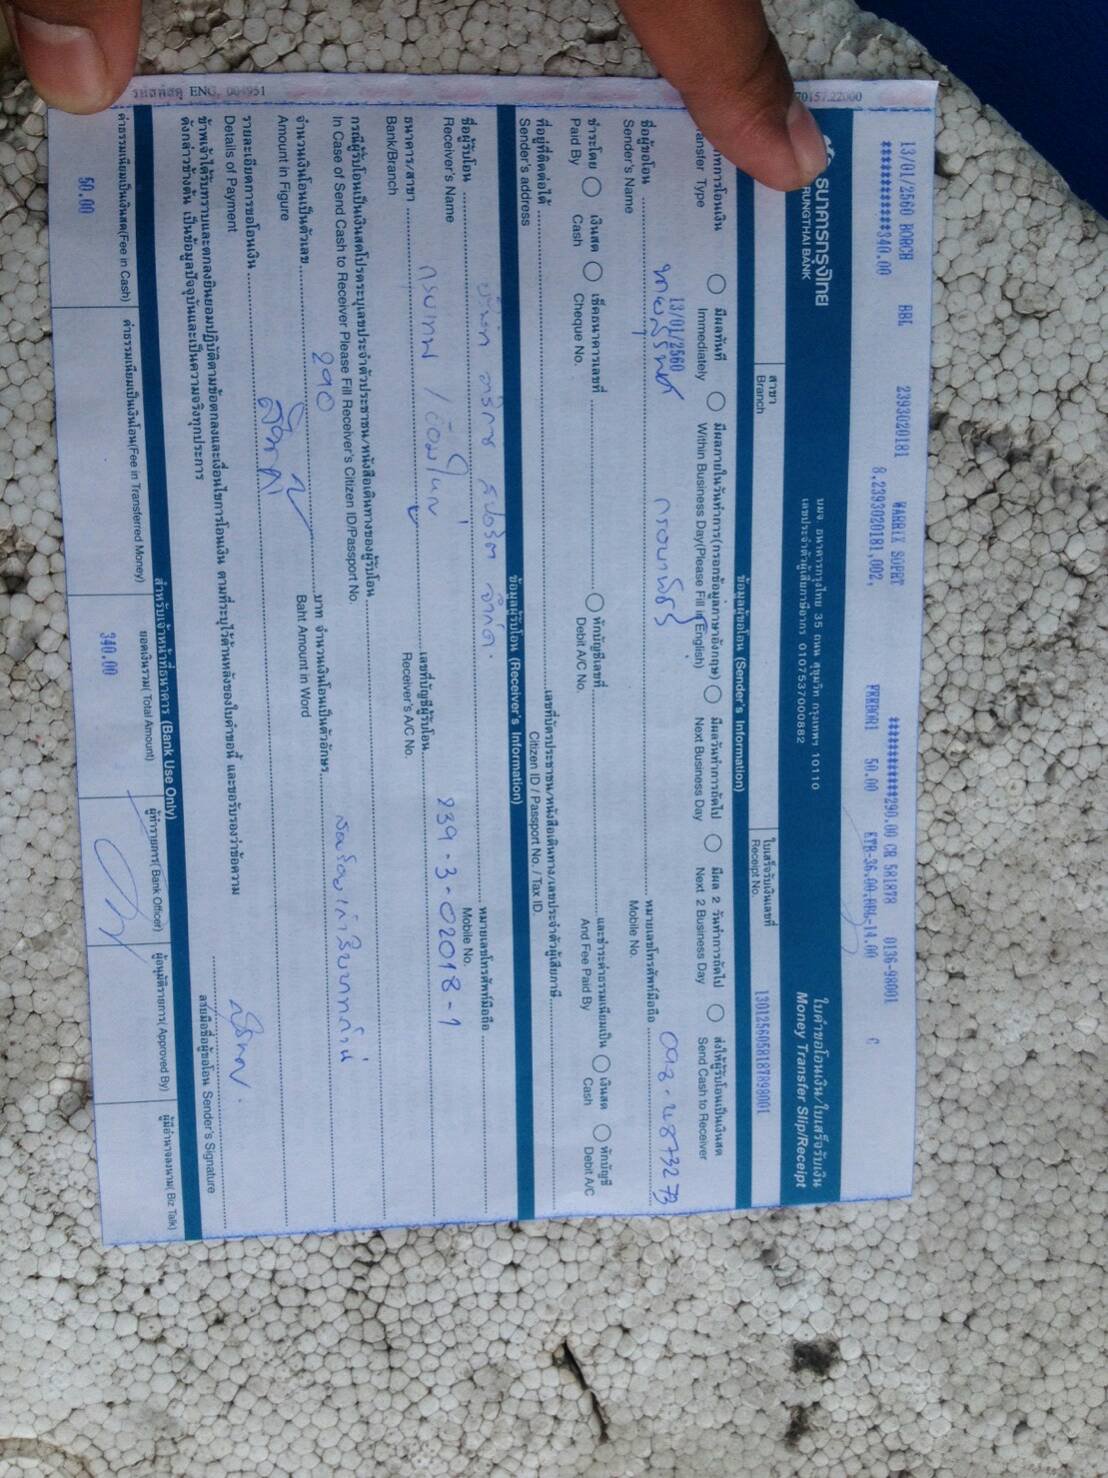 รหัสพัสดุ ENG. 004951
70157.22000
13/01/2560 BORCH BBL 2393020181 WARRIX SOPRT ************290.00 CR 581878 0136-98001
************340.00 8,2393020181,002, PRRBOR1 50.00 KTB-36.00,BBL-14.00 C
ธนาคารกรุงไทย
KRUNGTHAI BANK
บมจ. ธนาคารกรุงไทย 35 ถนน สุขุมวิท กรุงเทพฯ 10110
เลขประจำตัวผู้เสียภาษีอากร 0107537000882
ใบคำขอโอนเงิน/ใบเสร็จรับเงิน
Money Transfer Slip/Receipt
สาขา
Branch
ใบเสร็จรับเงินเลขที่
Receipt No.
1301256058187898001
ข้อมูลผู้ขอโอน (Sender's Information)
ประเภทการโอนเงิน มีผลทันที มีผลภายในวันทำการ(กรอกข้อมูลภาษาอังกฤษ) มีผลวันทำการถัดไป มีผล 2 วันทำการถัดไป ส่งให้ผู้รับโอนเป็นเงินสด
Transfer Type Immediately Within Business Day(Please Fill in English) Next Business Day Next 2 Business Day Send Cash to Receiver
13/01/2560
ชื่อผู้ขอโอน หมายเลขโทรศัพท์มือถือ
Sender's Name Mobile No.
ชำระโดย เงินสด เช็คธนาคารเลขที่ หักบัญชีเลขที่ และชำระค่าธรรมเนียมเป็น เงินสด หักบัญชี
Paid By Cash Cheque No. Debit A/C No. And Fee Paid By Cash Debit A/C
ที่อยู่ที่ติดต่อได้ เลขที่บัตรประชาชน/หนังสือเดินทาง/เลขประจำตัวผู้เสียภาษี
Sender's address Citizen ID / Passport No. / Tax ID
ข้อมูลผู้รับโอน (Receiver's Information)
ชื่อผู้รับโอน บริษัท วอริกซ์ สปอร์ต จำกัด หมายเลขโทรศัพท์มือถือ
Receiver's Name Mobile No.
ธนาคาร/สาขา กรุงเทพ / เลขที่บัญชีผู้รับโอน 239-3-02018-1
Bank/Branch Receiver's A/C No.
กรณีผู้รับโอนเป็นเงินสดโปรดระบุเลขประจำตัวประชาชน/หนังสือเดินทางของผู้รับโอน
In Case of Send Cash to Receiver Please Fill Receiver's Citizen ID/Passport No.
จำนวนเงินโอนเป็นตัวเลข 290 บาท จำนวนเงินโอนเป็นตัวอักษร สองร้อยเก้าสิบบาทถ้วน
Amount in Figure Baht Amount in Word
รายละเอียดการขอโอนเงิน
Details of Payment
ข้าพเจ้าได้รับทราบและตกลงยินยอมปฏิบัติตามข้อตกลงและเงื่อนไขการโอนเงิน ตามที่ระบุไว้ด้านหลังของใบคำขอนี้ และขอรับรองว่าข้อความ
ดังกล่าวข้างต้น เป็นข้อมูลปัจจุบันและเป็นความจริงทุกประการ
ลายมือชื่อผู้ขอโอน Sender's Signature
สำหรับเจ้าหน้าที่ธนาคาร (Bank Use Only)
ค่าธรรมเนียมเป็นเงินสด(Fee in Cash) ค่าธรรมเนียมเป็นเงินโอน(Fee in Transferred Money) ยอดเงินรวม( Total Amount) ผู้ทำรายการ( Bank Officer) ผู้อนุมัติรายการ( Approved By) ผู้มีอำนาจลงนาม( Biz Talk)
50.00 340.00